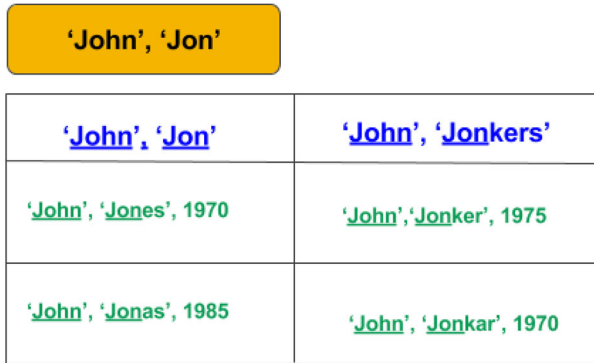 ‘John’, ‘Jon’
‘John’, ‘Jon’
‘John’, ‘Jonkers’
‘John’, ‘Jones’, 1970
‘John’,‘Jonker’, 1975
‘John’, ‘Jonas’, 1985
‘John’, ‘Jonkar’, 1970